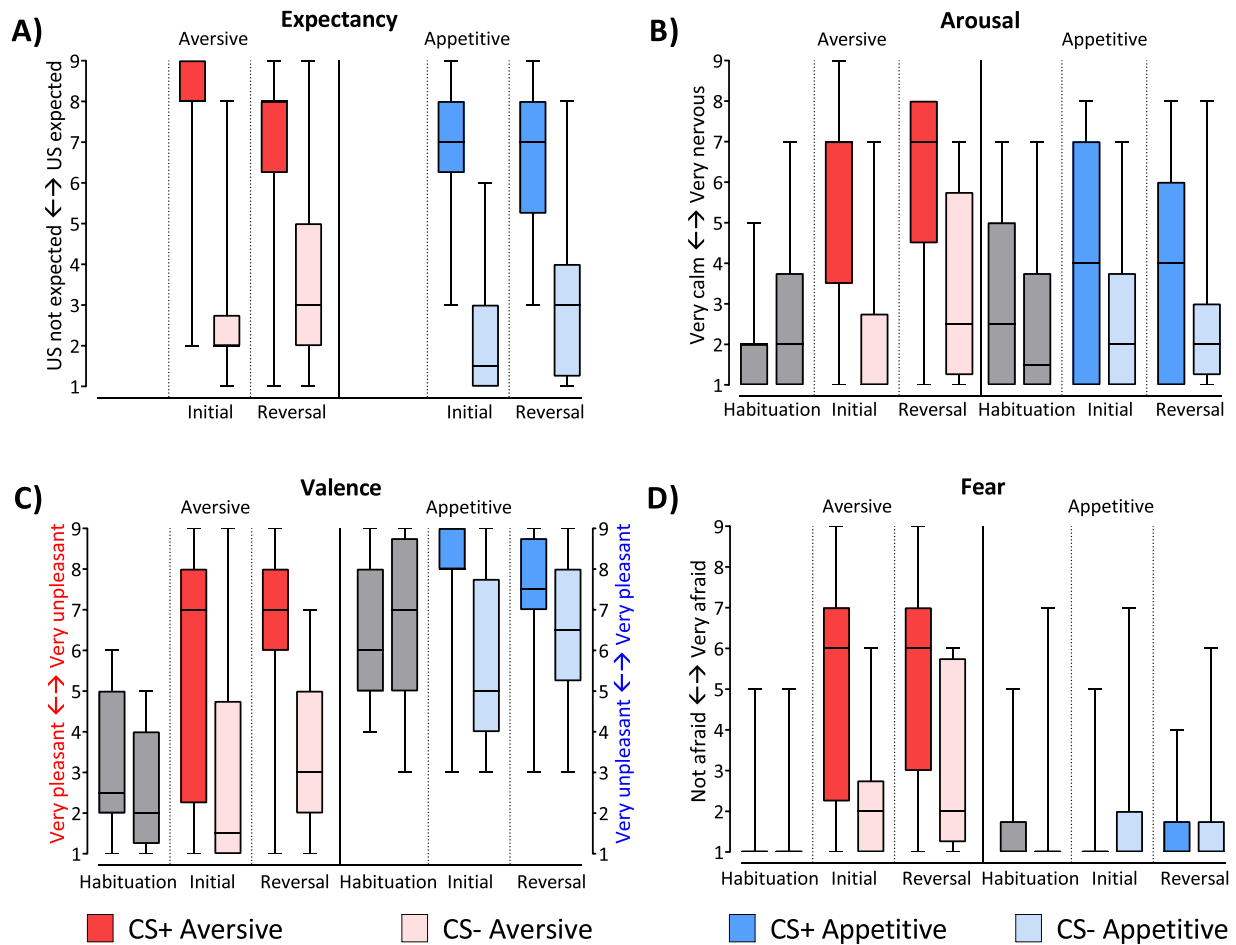 A)
Expectancy
Aversive
Appetitive
US not expected ←→ US expected
9
8
7
6
5
4
3
2
1
Initial
Reversal
Initial
Reversal
B)
Arousal
Aversive
Appetitive
Very calm ←→ Very nervous
9
8
7
6
5
4
3
2
1
Habituation
Initial
Reversal
Habituation
Initial
Reversal
C)
Valence
Aversive
Appetitive
Very pleasant ←→ Very unpleasant
9
8
7
6
5
4
3
2
1
9
8
7
6
5
4
3
2
1
Very unpleasant ←→ Very pleasant
Habituation
Initial
Reversal
Habituation
Initial
Reversal
D)
Fear
Aversive
Appetitive
Not afraid ←→ Very afraid
9
8
7
6
5
4
3
2
1
Habituation
Initial
Reversal
Habituation
Initial
Reversal
CS+ Aversive
CS- Aversive
CS+ Appetitive
CS- Appetitive